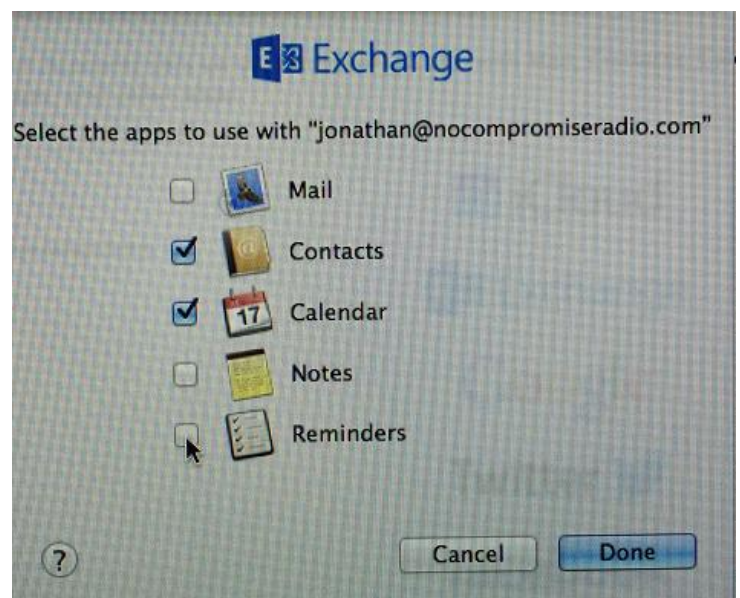 E Exchange
Select the apps to use with "jonathan@nocompromiseradio.com"
Mail
@ Contacts
17 Calendar
Notes
Reminders
? Cancel Done